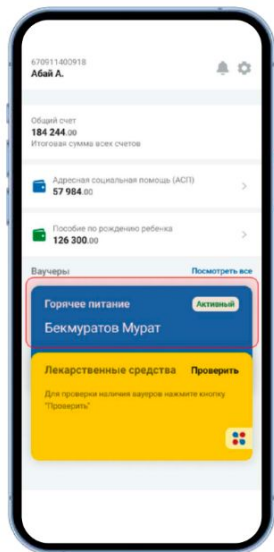 670911400918
Абай А.
Общий счет
184 244.00
Итоговая сумма всех счетов
Адресная социальная помощь (АСП)
57 984.00
Пособие по рождению ребенка
126 300.00
Ваучеры Посмотреть все
Горячее питание Активный
Бекмуратов Мурат
Лекарственные средства Проверить
Для проверки наличия вауеров нажмите кнопку
"Проверить"